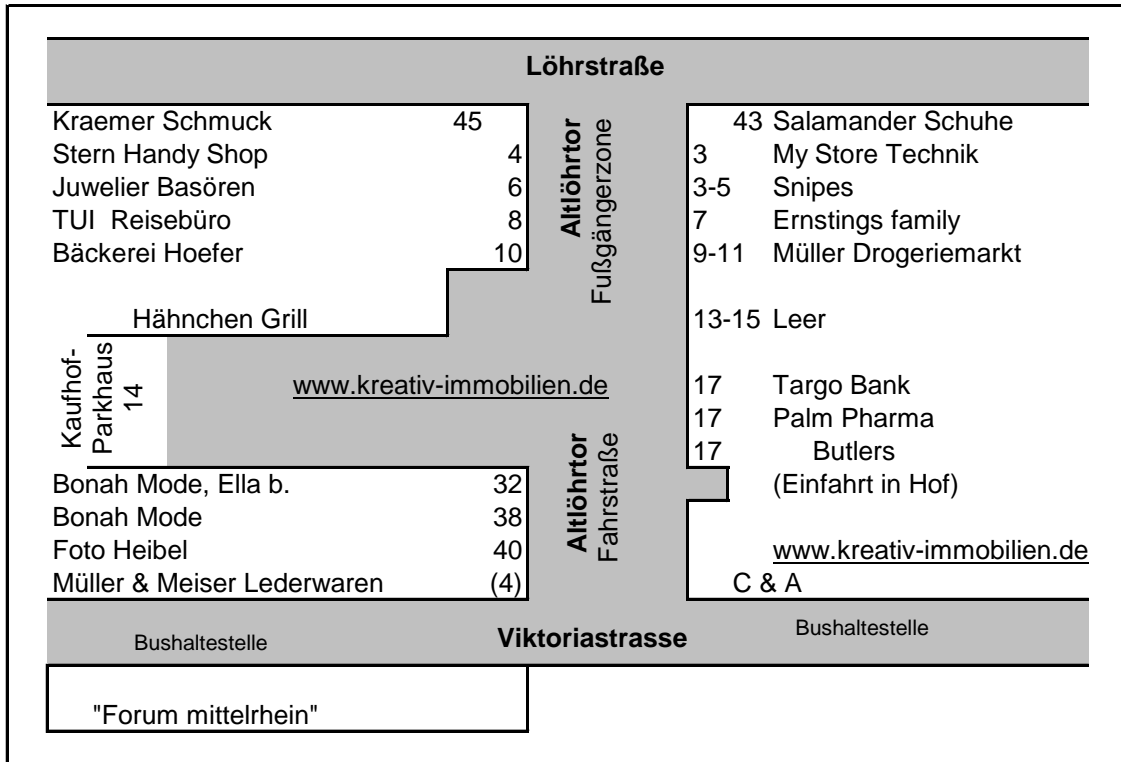 Löhrstraße
Kraemer Schmuck 45
Stern Handy Shop 4
Juwelier Basören 6
TUI Reisebüro 8
Bäckerei Hoefer 10
Hähnchen Grill
Kaufhof-
Parkhaus
14
www.kreativ-immobilien.de
Bonah Mode, Ella b. 32
Bonah Mode 38
Foto Heibel 40
Müller & Meiser Lederwaren (4)
Altlöhrtor
Fußgängerzone
Altlöhrtor
Fahrstraße
43 Salamander Schuhe
3 My Store Technik
3-5 Snipes
7 Ernstings family
9-11 Müller Drogeriemarkt
13-15 Leer
17 Targo Bank
17 Palm Pharma
17 Butlers
(Einfahrt in Hof)
www.kreativ-immobilien.de
C & A
Bushaltestelle
Viktoriastrasse
Bushaltestelle
"Forum mittelrhein"